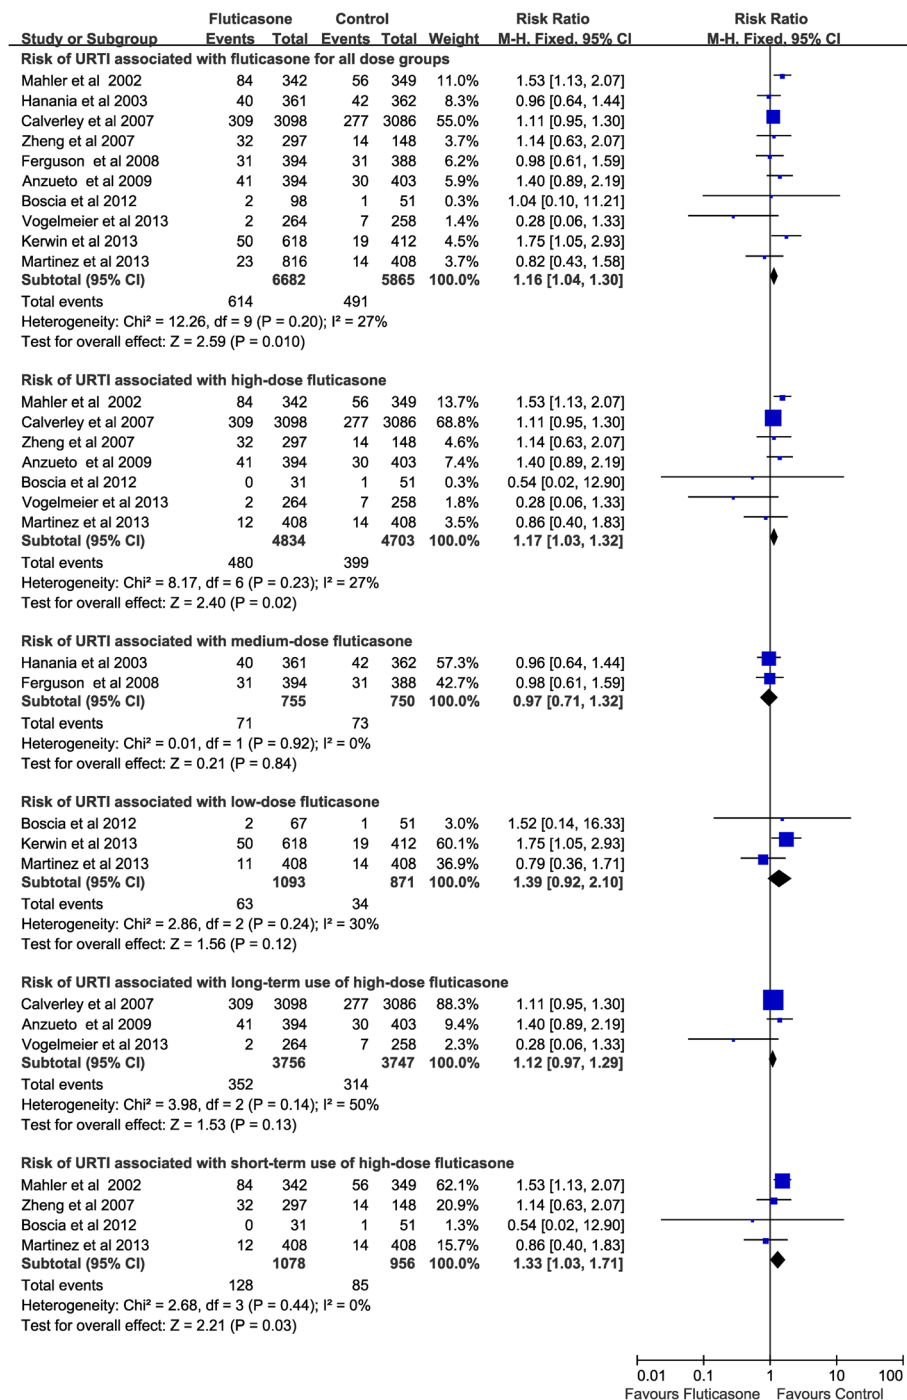 Fluticasone Control Risk Ratio Risk Ratio
Study or Subgroup Events Total Events Total Weight M-H, Fixed, 95% CI M-H, Fixed, 95% CI
Risk of URTI associated with fluticasone for all dose groups
Mahler et al 2002 84 342 56 349 11.0% 1.53 [1.13, 2.07]
Hanania et al 2003 40 361 42 362 8.3% 0.96 [0.64, 1.44]
Calverley et al 2007 309 3098 277 3086 55.0% 1.11 [0.95, 1.30]
Zheng et al 2007 32 297 14 148 3.7% 1.14 [0.63, 2.07]
Ferguson et al 2008 31 394 31 388 6.2% 0.98 [0.61, 1.59]
Anzueto et al 2009 41 394 30 403 5.9% 1.40 [0.89, 2.19]
Boscia et al 2012 2 98 1 51 0.3% 1.04 [0.10, 11.21]
Vogelmeier et al 2013 2 264 7 258 1.4% 0.28 [0.06, 1.33]
Kerwin et al 2013 50 618 19 412 4.5% 1.75 [1.05, 2.93]
Martinez et al 2013 23 816 14 408 3.7% 0.82 [0.43, 1.58]
Subtotal (95% CI) 6682 5865 100.0% 1.16 [1.04, 1.30]
Total events 614 491
Heterogeneity: Chi² = 12.26, df = 9 (P = 0.20); I² = 27%
Test for overall effect: Z = 2.59 (P = 0.010)
Risk of URTI associated with high-dose fluticasone
Mahler et al 2002 84 342 56 349 13.7% 1.53 [1.13, 2.07]
Calverley et al 2007 309 3098 277 3086 68.8% 1.11 [0.95, 1.30]
Zheng et al 2007 32 297 14 148 4.6% 1.14 [0.63, 2.07]
Anzueto et al 2009 41 394 30 403 7.4% 1.40 [0.89, 2.19]
Boscia et al 2012 0 31 1 51 0.3% 0.54 [0.02, 12.90]
Vogelmeier et al 2013 2 264 7 258 1.8% 0.28 [0.06, 1.33]
Martinez et al 2013 12 408 14 408 3.5% 0.86 [0.40, 1.83]
Subtotal (95% CI) 4834 4703 100.0% 1.17 [1.03, 1.32]
Total events 480 399
Heterogeneity: Chi² = 8.17, df = 6 (P = 0.23); I² = 27%
Test for overall effect: Z = 2.40 (P = 0.02)
Risk of URTI associated with medium-dose fluticasone
Hanania et al 2003 40 361 42 362 57.3% 0.96 [0.64, 1.44]
Ferguson et al 2008 31 394 31 388 42.7% 0.98 [0.61, 1.59]
Subtotal (95% CI) 755 750 100.0% 0.97 [0.71, 1.32]
Total events 71 73
Heterogeneity: Chi² = 0.01, df = 1 (P = 0.92); I² = 0%
Test for overall effect: Z = 0.21 (P = 0.84)
Risk of URTI associated with low-dose fluticasone
Boscia et al 2012 2 67 1 51 3.0% 1.52 [0.14, 16.33]
Kerwin et al 2013 50 618 19 412 60.1% 1.75 [1.05, 2.93]
Martinez et al 2013 11 408 14 408 36.9% 0.79 [0.36, 1.71]
Subtotal (95% CI) 1093 871 100.0% 1.39 [0.92, 2.10]
Total events 63 34
Heterogeneity: Chi² = 2.86, df = 2 (P = 0.24); I² = 30%
Test for overall effect: Z = 1.56 (P = 0.12)
Risk of URTI associated with long-term use of high-dose fluticasone
Calverley et al 2007 309 3098 277 3086 88.3% 1.11 [0.95, 1.30]
Anzueto et al 2009 41 394 30 403 9.4% 1.40 [0.89, 2.19]
Vogelmeier et al 2013 2 264 7 258 2.3% 0.28 [0.06, 1.33]
Subtotal (95% CI) 3756 3747 100.0% 1.12 [0.97, 1.29]
Total events 352 314
Heterogeneity: Chi² = 3.98, df = 2 (P = 0.14); I² = 50%
Test for overall effect: Z = 1.53 (P = 0.13)
Risk of URTI associated with short-term use of high-dose fluticasone
Mahler et al 2002 84 342 56 349 62.1% 1.53 [1.13, 2.07]
Zheng et al 2007 32 297 14 148 20.9% 1.14 [0.63, 2.07]
Boscia et al 2012 0 31 1 51 1.3% 0.54 [0.02, 12.90]
Martinez et al 2013 12 408 14 408 15.7% 0.86 [0.40, 1.83]
Subtotal (95% CI) 1078 956 100.0% 1.33 [1.03, 1.71]
Total events 128 85
Heterogeneity: Chi² = 2.68, df = 3 (P = 0.44); I² = 0%
Test for overall effect: Z = 2.21 (P = 0.03)
0.01 0.1 1 10 100
Favours Fluticasone Favours Control